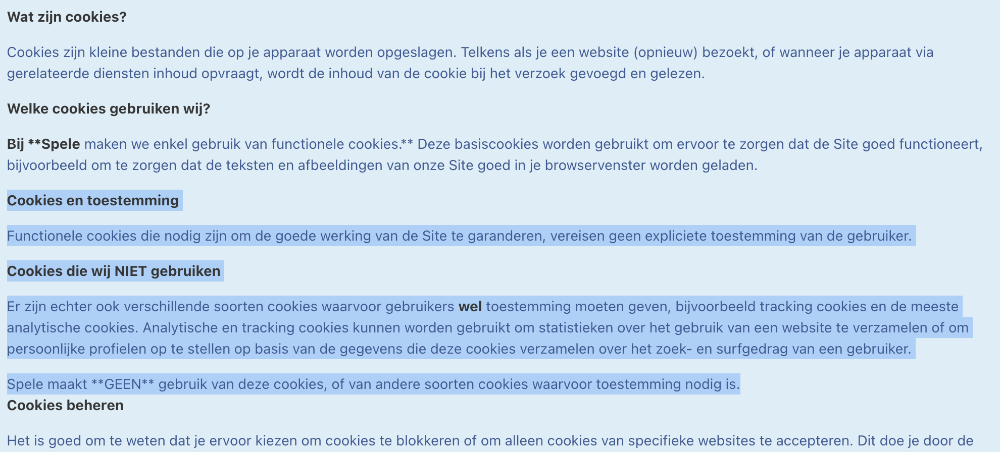 Wat zijn cookies?
Cookies zijn kleine bestanden die op je apparaat worden opgeslagen. Telkens als je een website (opnieuw) bezoekt, of wanneer je apparaat via
gerelateerde diensten inhoud opvraagt, wordt de inhoud van de cookie bij het verzoek gevoegd en gelezen.
Welke cookies gebruiken wij?
Bij **Spele maken we enkel gebruik van functionele cookies.** Deze basiscookies worden gebruikt om ervoor te zorgen dat de Site goed functioneert,
bijvoorbeeld om te zorgen dat de teksten en afbeeldingen van onze Site goed in je browservenster worden geladen.
Cookies en toestemming
Functionele cookies die nodig zijn om de goede werking van de Site te garanderen, vereisen geen expliciete toestemming van de gebruiker.
Cookies die wij NIET gebruiken
Er zijn echter ook verschillende soorten cookies waarvoor gebruikers wel toestemming moeten geven, bijvoorbeeld tracking cookies en de meeste
analytische cookies. Analytische en tracking cookies kunnen worden gebruikt om statistieken over het gebruik van een website te verzamelen of om
persoonlijke profielen op te stellen op basis van de gegevens die deze cookies verzamelen over het zoek- en surfgedrag van een gebruiker.
Spele maakt **GEEN** gebruik van deze cookies, of van andere soorten cookies waarvoor toestemming nodig is.
Cookies beheren
Het is goed om te weten dat je ervoor kiezen om cookies te blokkeren of om alleen cookies van specifieke websites te accepteren. Dit doe je door de